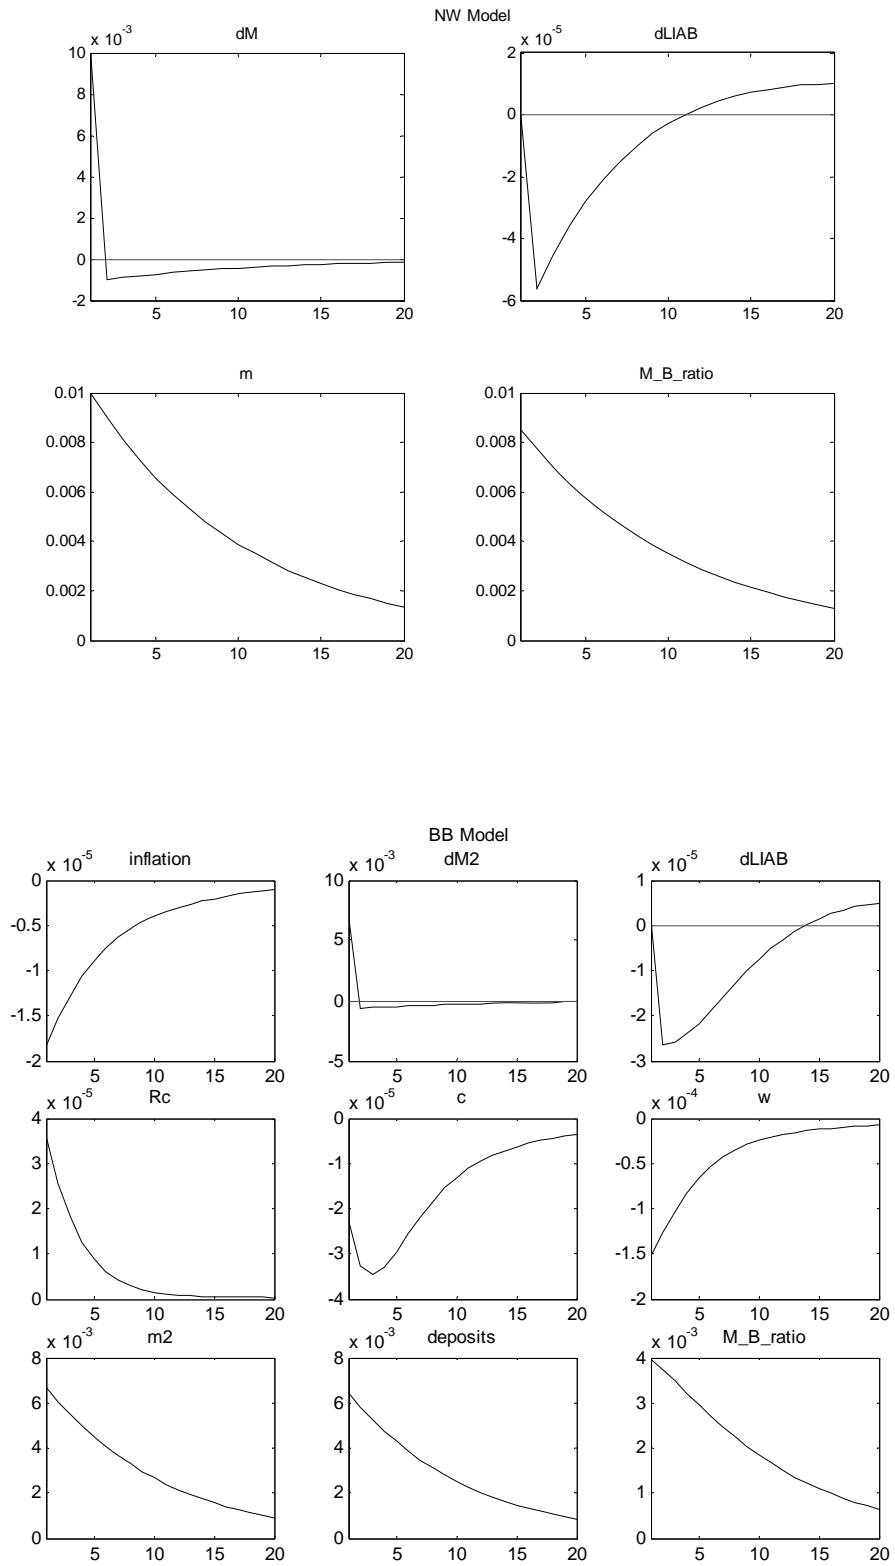 NW Model
x 10^-3
dM
10
8
6
4
2
0
-2
5 10 15 20
x 10^-5
dLIAB
2
0
-2
-4
-6
5 10 15 20
m
0.01
0.008
0.006
0.004
0.002
0
5 10 15 20
M_B_ratio
0.01
0.008
0.006
0.004
0.002
0
5 10 15 20
BB Model
x 10^-5
inflation
0
-0.5
-1
-1.5
-2
5 10 15 20
x 10^-3
dM2
10
5
0
-5
5 10 15 20
x 10^-5
dLIAB
1
0
-1
-2
-3
5 10 15 20
x 10^-5
Rc
4
3
2
1
0
5 10 15 20
x 10^-5
c
0
-1
-2
-3
-4
5 10 15 20
x 10^-4
w
0
-0.5
-1
-1.5
-2
5 10 15 20
x 10^-3
m2
8
6
4
2
0
5 10 15 20
x 10^-3
deposits
8
6
4
2
0
5 10 15 20
x 10^-3
M_B_ratio
4
3
2
1
0
5 10 15 20